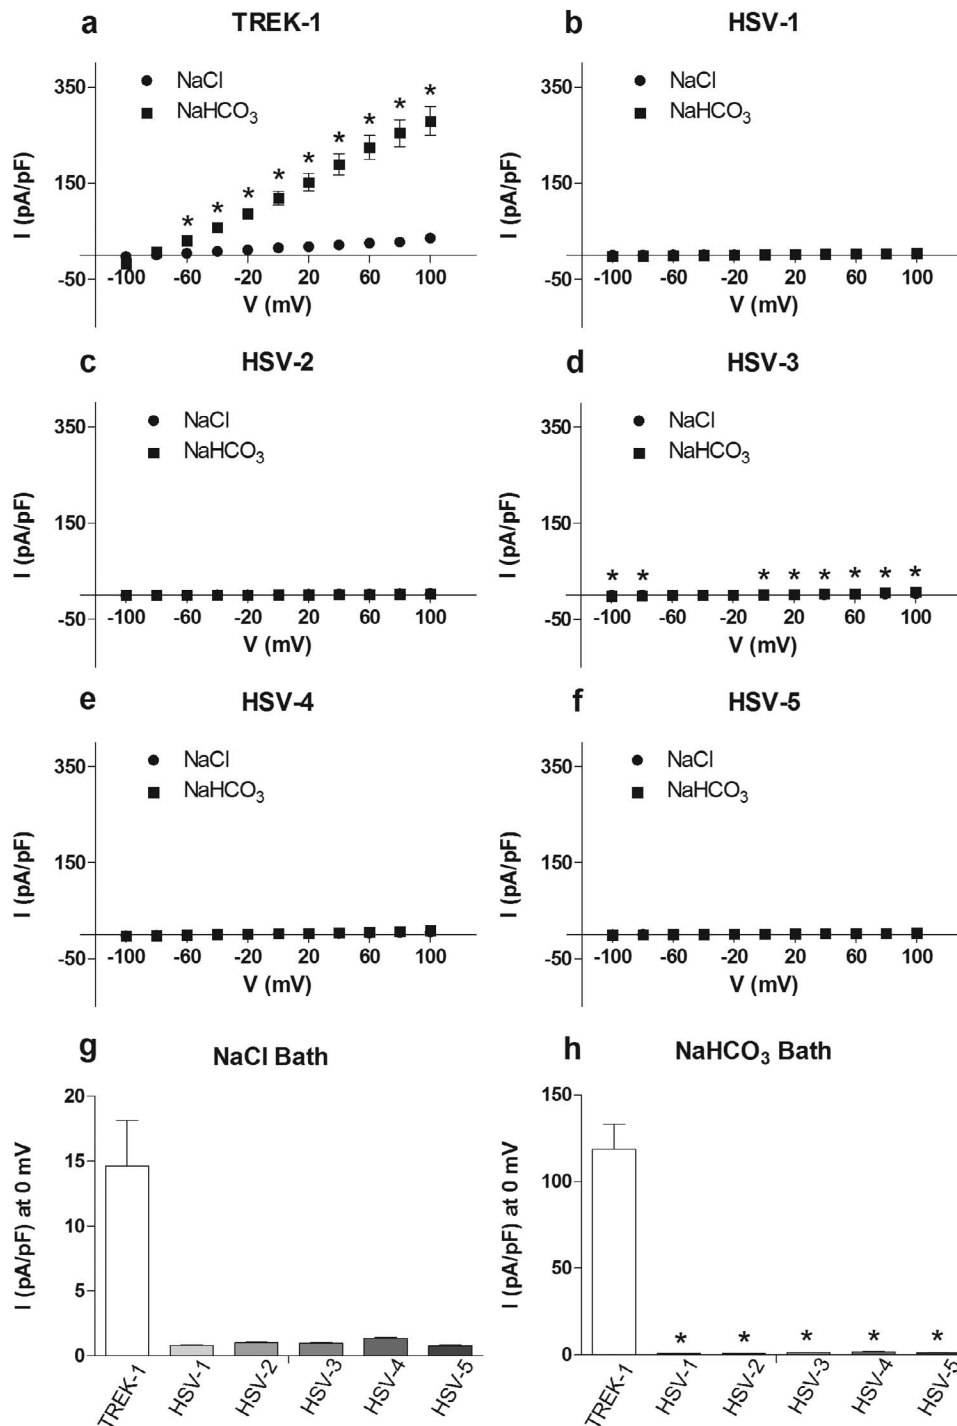 a TREK-1
I (pA/pF)
350
150
-50
● NaCl
■ NaHCO3
* * * * * * * * *
-100 -60 -20 20 60 100
V (mV)
b HSV-1
I (pA/pF)
350
150
-50
● NaCl
■ NaHCO3
-100 -60 -20 20 60 100
V (mV)
c HSV-2
I (pA/pF)
350
150
-50
● NaCl
■ NaHCO3
-100 -60 -20 20 60 100
V (mV)
d HSV-3
I (pA/pF)
350
150
-50
● NaCl
■ NaHCO3
* * * * * * * *
-100 -60 -20 20 60 100
V (mV)
e HSV-4
I (pA/pF)
350
150
-50
● NaCl
■ NaHCO3
-100 -60 -20 20 60 100
V (mV)
f HSV-5
I (pA/pF)
350
150
-50
● NaCl
■ NaHCO3
-100 -60 -20 20 60 100
V (mV)
g NaCl Bath
I (pA/pF) at 0 mV
20
15
10
5
0
TREK-1 HSV-1 HSV-2 HSV-3 HSV-4 HSV-5
h NaHCO3 Bath
I (pA/pF) at 0 mV
150
100
50
0
* * * * *
TREK-1 HSV-1 HSV-2 HSV-3 HSV-4 HSV-5